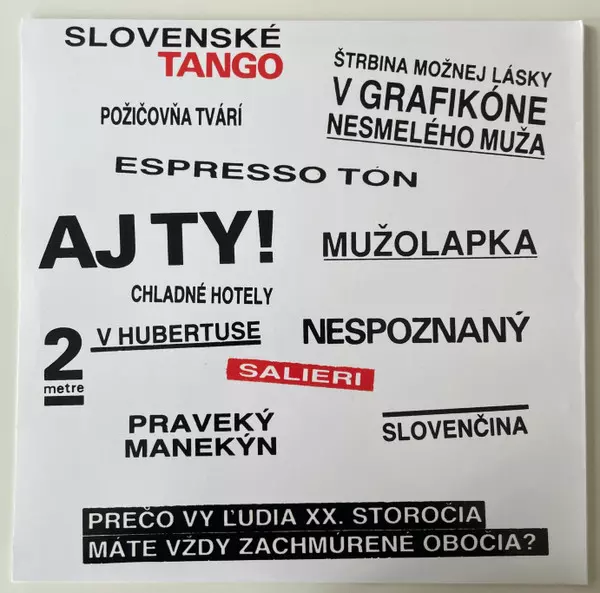 SLOVENSKÉ
TANGO
ŠTRBINA MOŽNEJ LÁSKY
V GRAFIKÓNE
NESMELÉHO MUŽA
POŽIČOVŇA TVÁRÍ
ESPRESSO TÓN
AJ TY!
MUŽOLAPKA
CHLADNÉ HOTELY
2
metre
V HUBERTUSE
NESPOZNANÝ
SALIERI
PRAVEKÝ
MANEKÝN
SLOVENČINA
PREČO VY ĽUDIA XX. STOROČIA
MÁTE VŽDY ZACHMÚRENÉ OBOČIA?